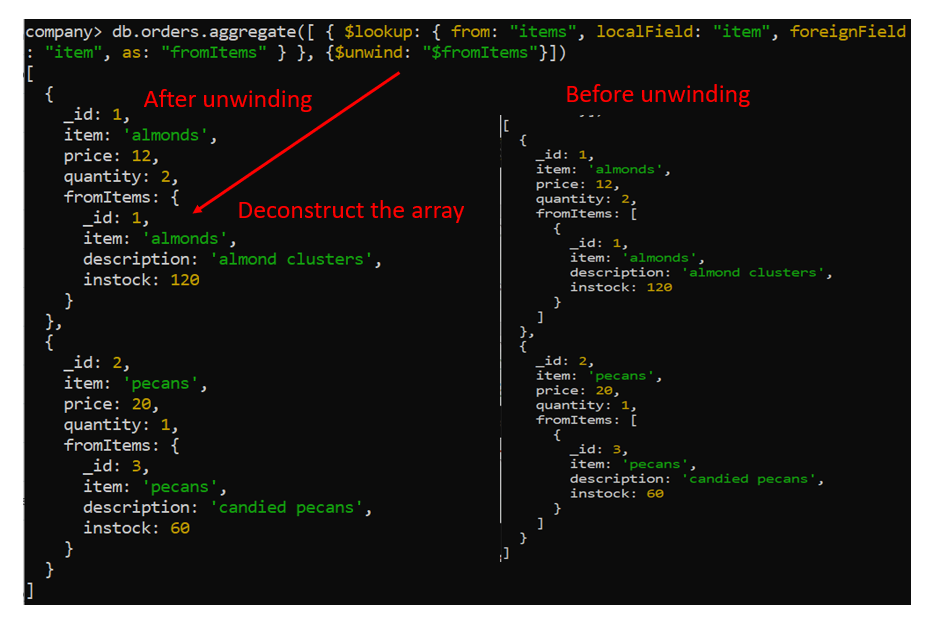 company> db.orders.aggregate([ { $lookup: { from: "items", localField: "item", foreignField
: "item", as: "fromItems" } }, {$unwind: "$fromItems"}])
[
{
After unwinding
_id: 1,
item: 'almonds',
price: 12,
quantity: 2,
fromItems: {
_id: 1,
Deconstruct the array
item: 'almonds',
description: 'almond clusters',
instock: 120
}
},
{
_id: 2,
item: 'pecans',
price: 20,
quantity: 1,
fromItems: {
_id: 3,
item: 'pecans',
description: 'candied pecans',
instock: 60
}
}
]
Before unwinding
[
{
_id: 1,
item: 'almonds',
price: 12,
quantity: 2,
fromItems: [
{
_id: 1,
item: 'almonds',
description: 'almond clusters',
instock: 120
}
]
},
{
_id: 2,
item: 'pecans',
price: 20,
quantity: 1,
fromItems: [
{
_id: 3,
item: 'pecans',
description: 'candied pecans',
instock: 60
}
]
}
]